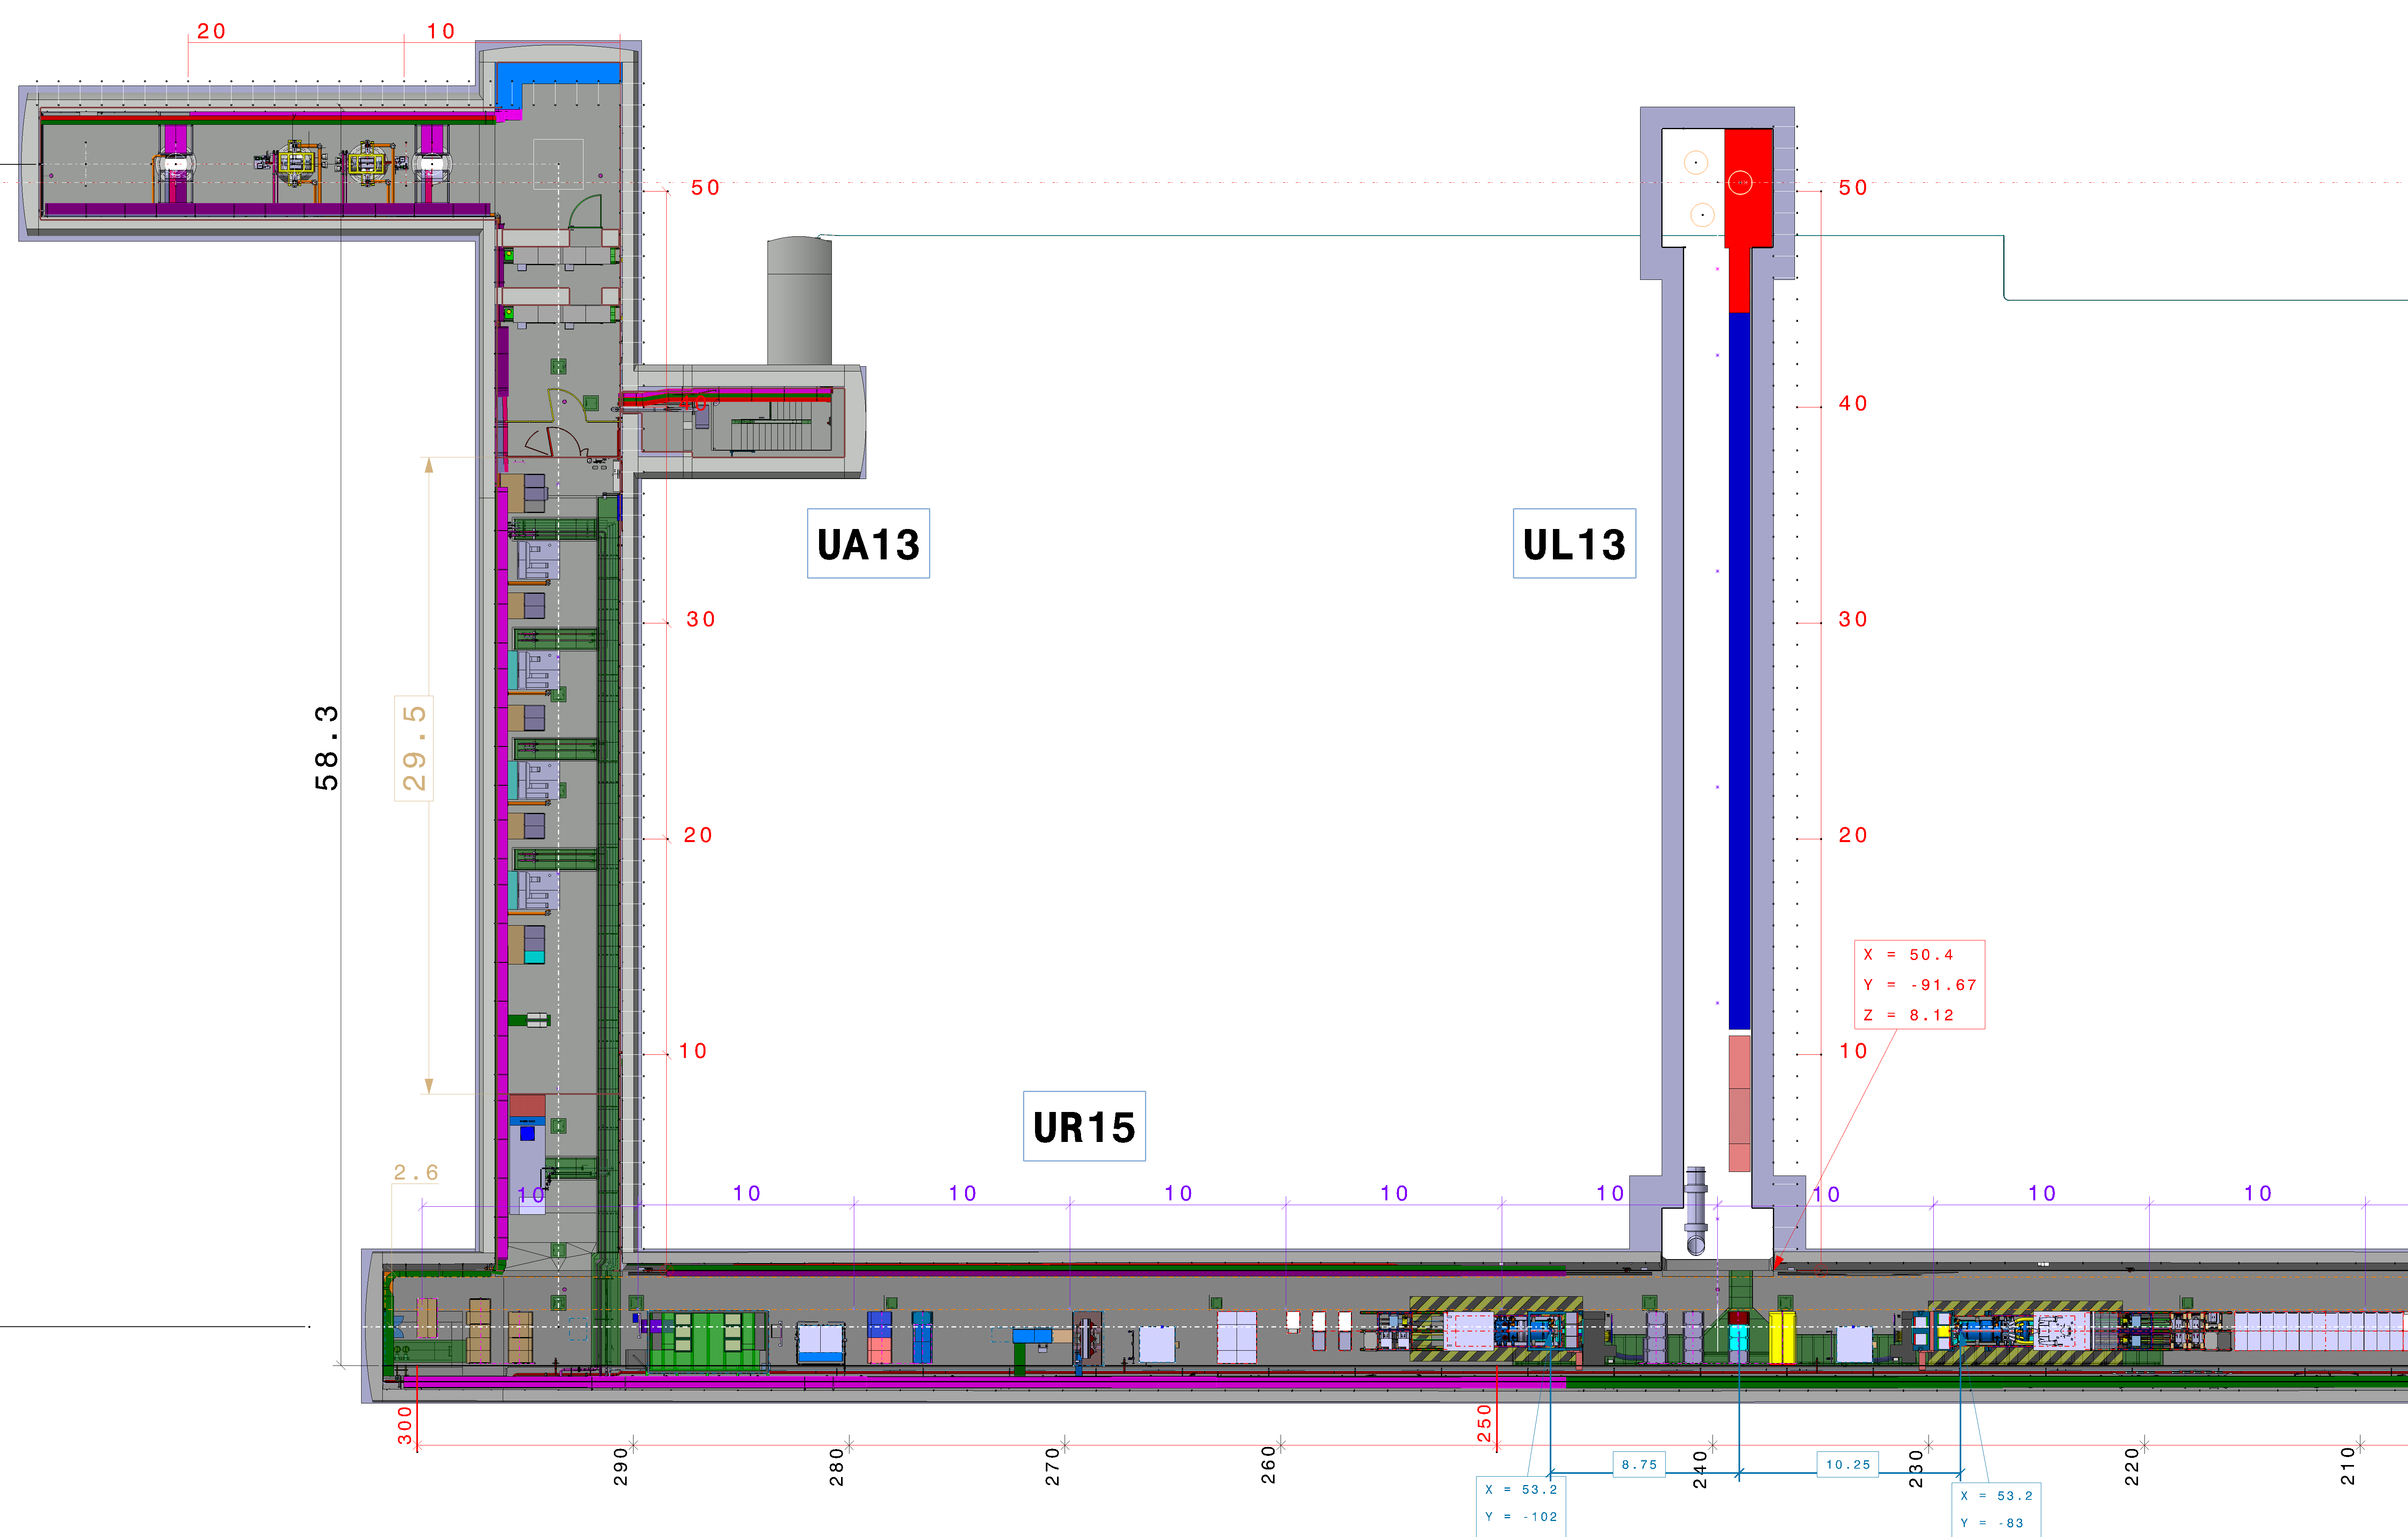 20 10
50
50
40
40
UA13
UL13
30
30
58.3
29.5
20
20
X = 50.4
Y = -91.67
Z = 8.12
10
10
UR15
2.6
10 10 10 10 10 10 10 10 10
300 250
290 280 270 260 240 230 220 210
8.75 10.25
X = 53.2
Y = -102
X = 53.2
Y = -83